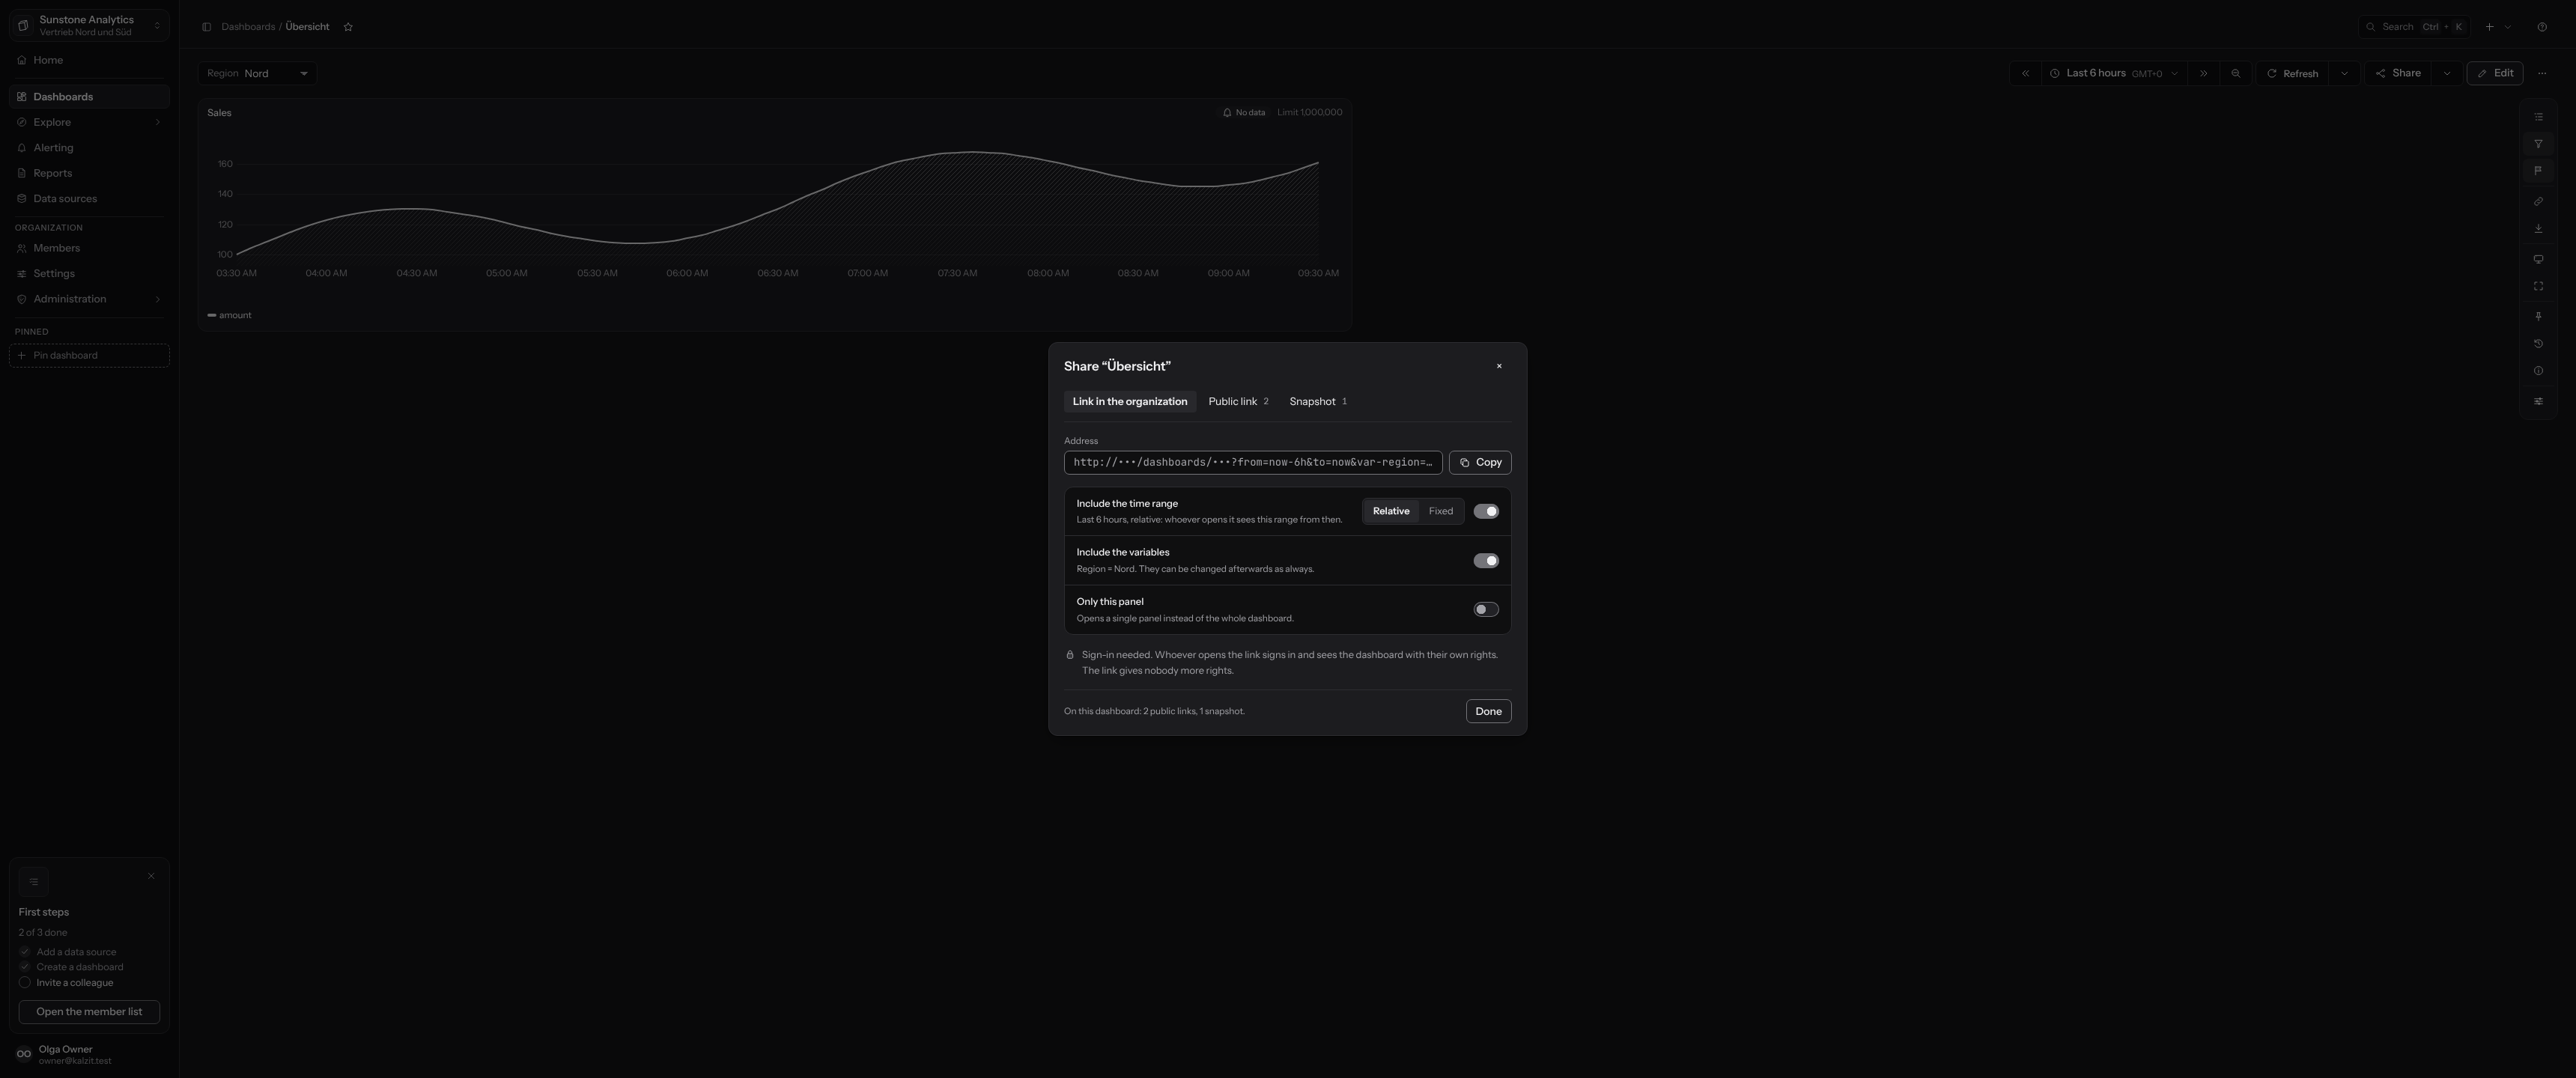 Sunstone Analytics
Vertrieb Nord und Süd
Home
Dashboards
Explore
Alerting
Reports
Data sources
ORGANIZATION
Members
Settings
Administration
PINNED
Pin dashboard
First steps
2 of 3 done
Add a data source
Create a dashboard
Invite a colleague
Open the member list
OO
Olga Owner
owner@kalzit.test
Dashboards / Übersicht
Search Ctrl + K
Region Nord
Last 6 hours GMT+0
Refresh
Share
Edit
Sales
No data
Limit 1,000,000
160
140
120
100
03:30 AM 04:00 AM 04:30 AM 05:00 AM 05:30 AM 06:00 AM 06:30 AM 07:00 AM 07:30 AM 08:00 AM 08:30 AM 09:00 AM 09:30 AM
amount
Share “Übersicht”
Link in the organization Public link 2 Snapshot 1
Address
http://•••/dashboards/•••?from=now-6h&to=now&var-region=…
Copy
Include the time range
Last 6 hours, relative: whoever opens it sees this range from then.
Relative Fixed
Include the variables
Region = Nord. They can be changed afterwards as always.
Only this panel
Opens a single panel instead of the whole dashboard.
Sign-in needed. Whoever opens the link signs in and sees the dashboard with their own rights.
The link gives nobody more rights.
On this dashboard: 2 public links, 1 snapshot.
Done